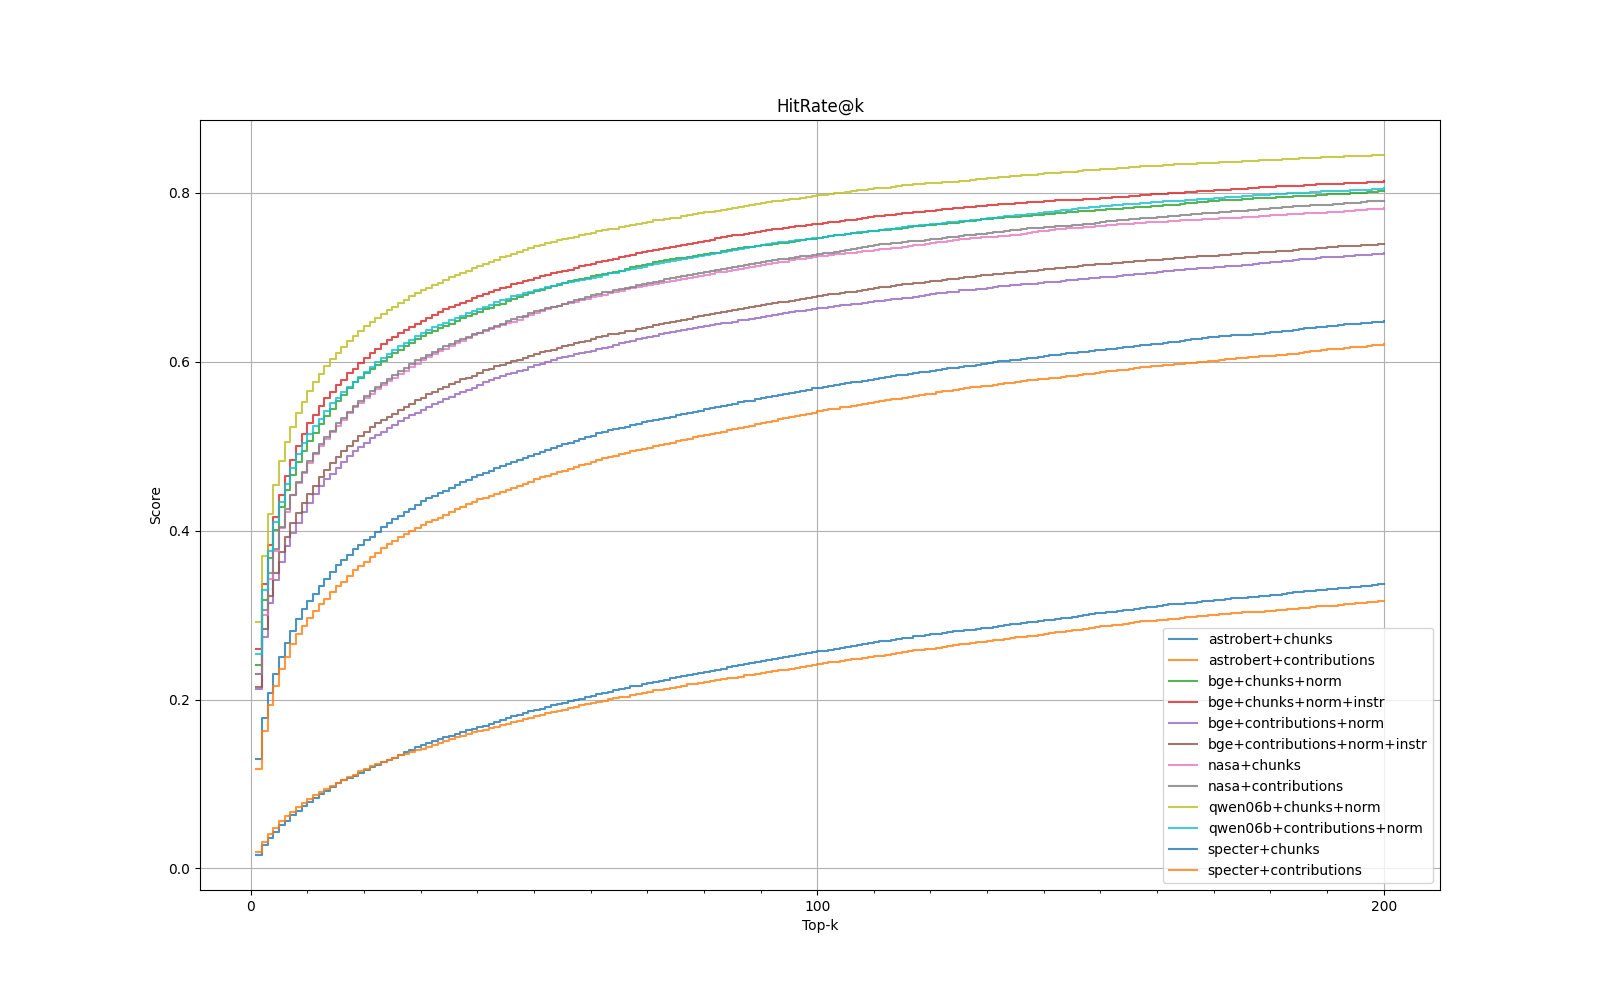 HitRate@k
Score
0.8
0.6
0.4
0.2
0.0
0
100
200
Top-k
astrobert+chunks
astrobert+contributions
bge+chunks+norm
bge+chunks+norm+instr
bge+contributions+norm
bge+contributions+norm+instr
nasa+chunks
nasa+contributions
qwen06b+chunks+norm
qwen06b+contributions+norm
specter+chunks
specter+contributions